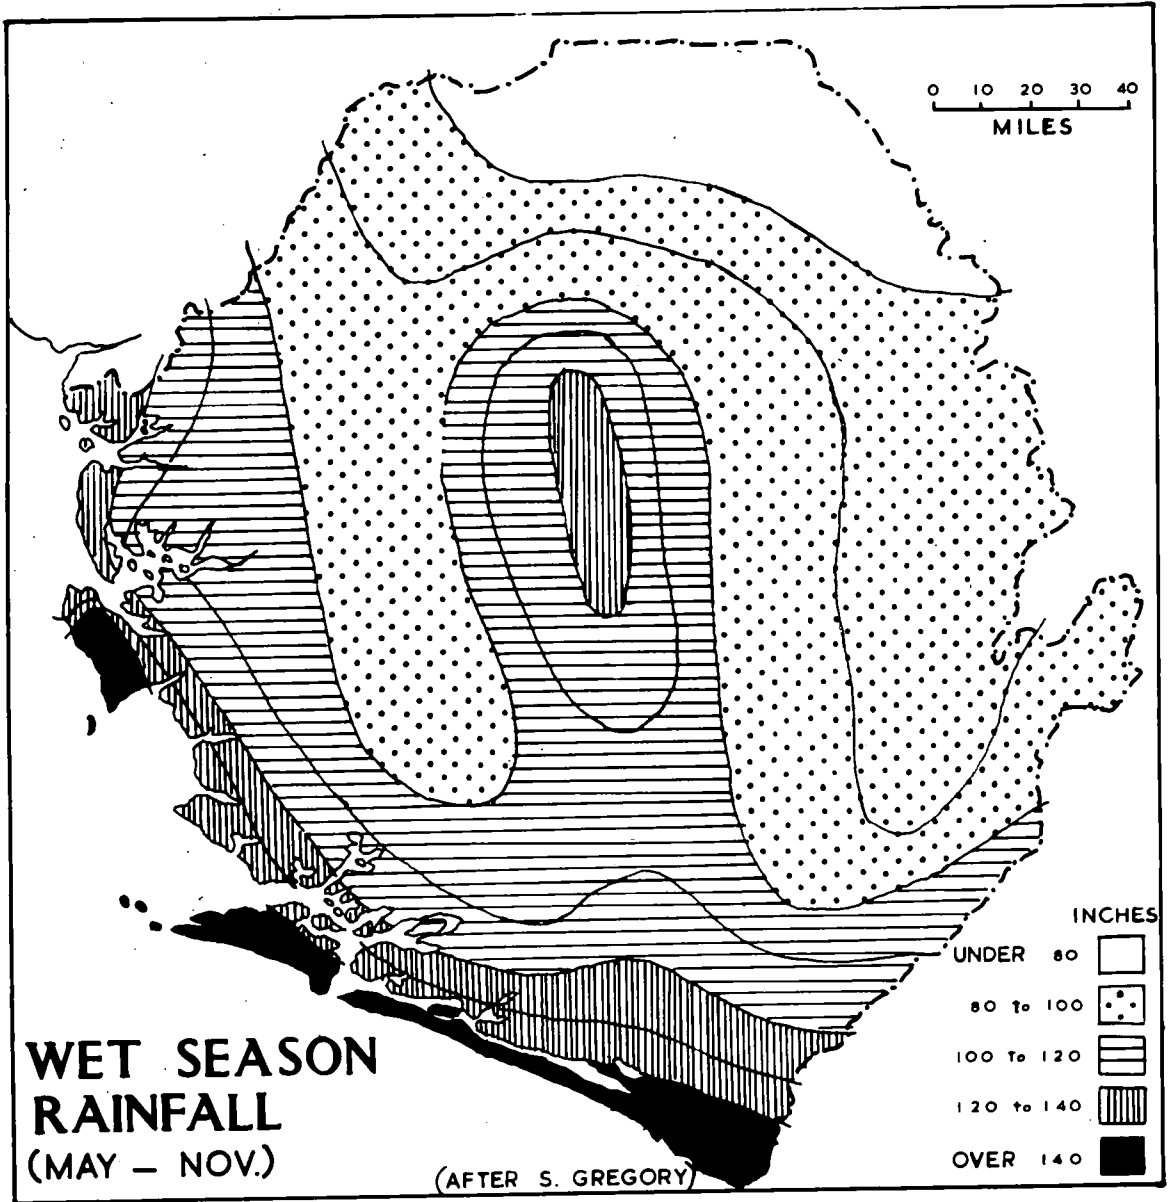 0 10 20 30 40
MILES
INCHES
UNDER 80
80 to 100
100 To 120
120 to 140
OVER 140
WET SEASON
RAINFALL
(MAY – NOV.)
(AFTER S. GREGORY)